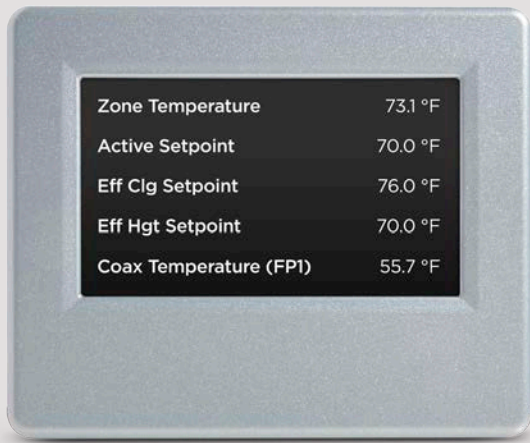 Zone Temperature 73.1 °F
Active Setpoint 70.0 °F
Eff Clg Setpoint 76.0 °F
Eff Hgt Setpoint 70.0 °F
Coax Temperature (FP1) 55.7 °F